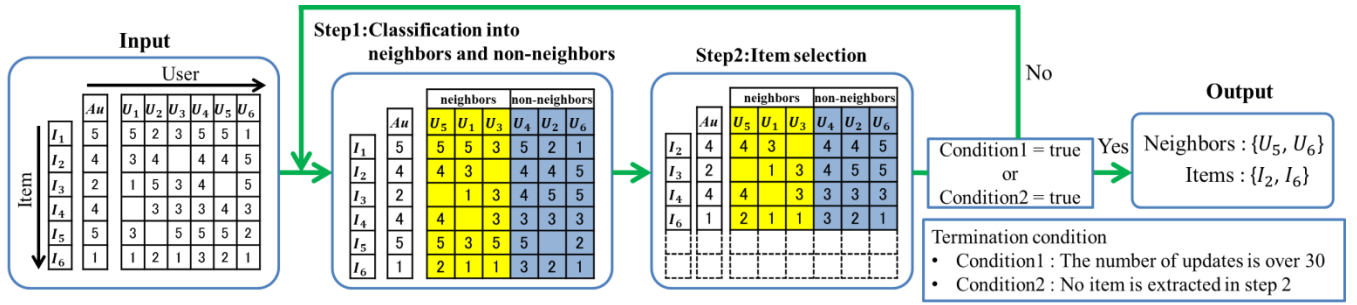 Input
User
Item
Au U₁ U₂ U₃ U₄ U₅ U₆
I₁ 5 5 2 3 5 5 1
I₂ 4 3 4 4 4 5
I₃ 2 1 5 3 4 5
I₄ 4 3 3 3 4 3
I₅ 5 3 5 5 5 2
I₆ 1 1 2 1 3 2 1
Step1:Classification into
neighbors and non-neighbors
neighbors non-neighbors
Au U₅ U₁ U₃ U₄ U₂ U₆
I₁ 5 5 5 3 5 2 1
I₂ 4 4 3 4 4 5
I₃ 2 1 3 4 5 5
I₄ 4 4 3 3 3 3
I₅ 5 5 3 5 5 2
I₆ 1 2 1 1 3 2 1
Step2:Item selection
neighbors non-neighbors
Au U₅ U₁ U₃ U₄ U₂ U₆
I₂ 4 4 3 4 4 5
I₃ 2 1 3 4 5 5
I₄ 4 4 3 3 3 3
I₆ 1 2 1 1 3 2 1
No
Condition1 = true
or
Condition2 = true
Yes
Output
Neighbors : {U₅, U₆}
Items : {I₂, I₆}
Termination condition
• Condition1 : The number of updates is over 30
• Condition2 : No item is extracted in step 2